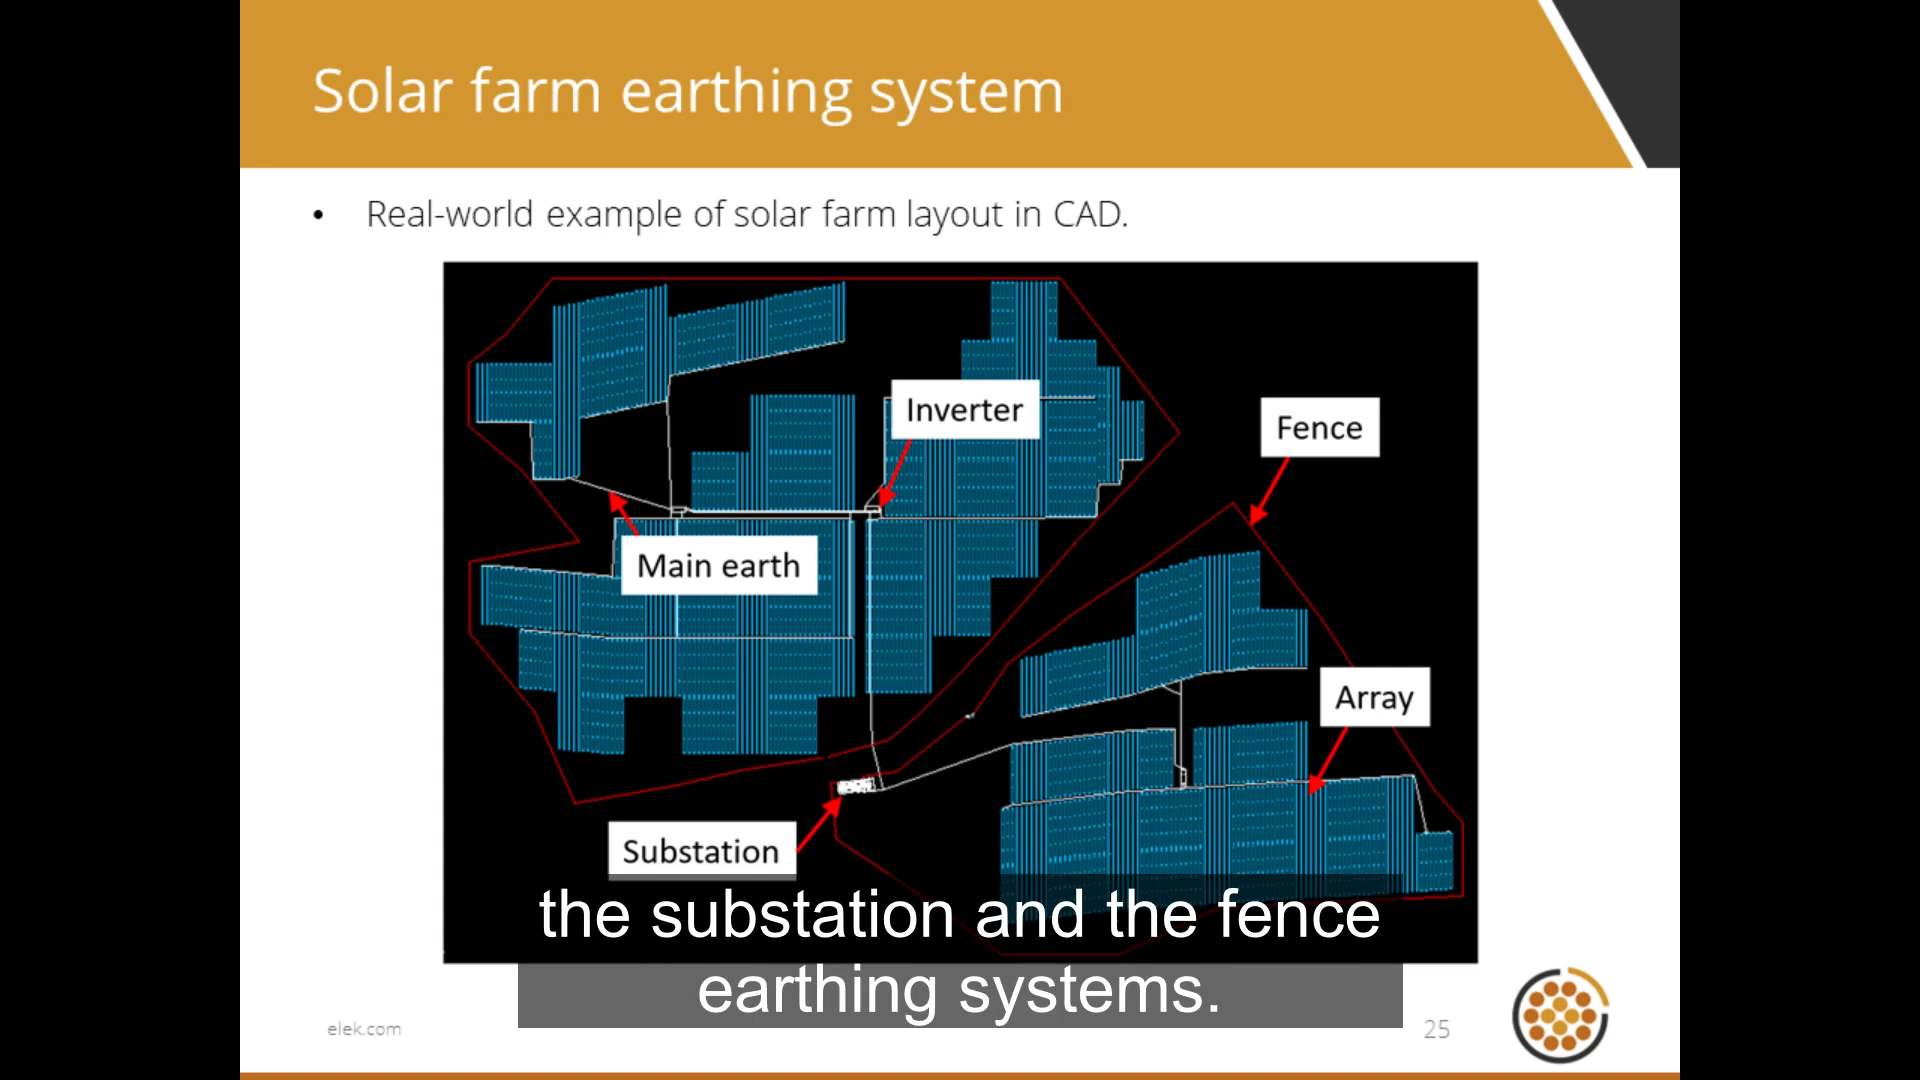 Solar farm earthing system
• Real-world example of solar farm layout in CAD.
Inverter
Fence
Main earth
Array
Substation
the substation and the fence
earthing systems.
elek.com
25